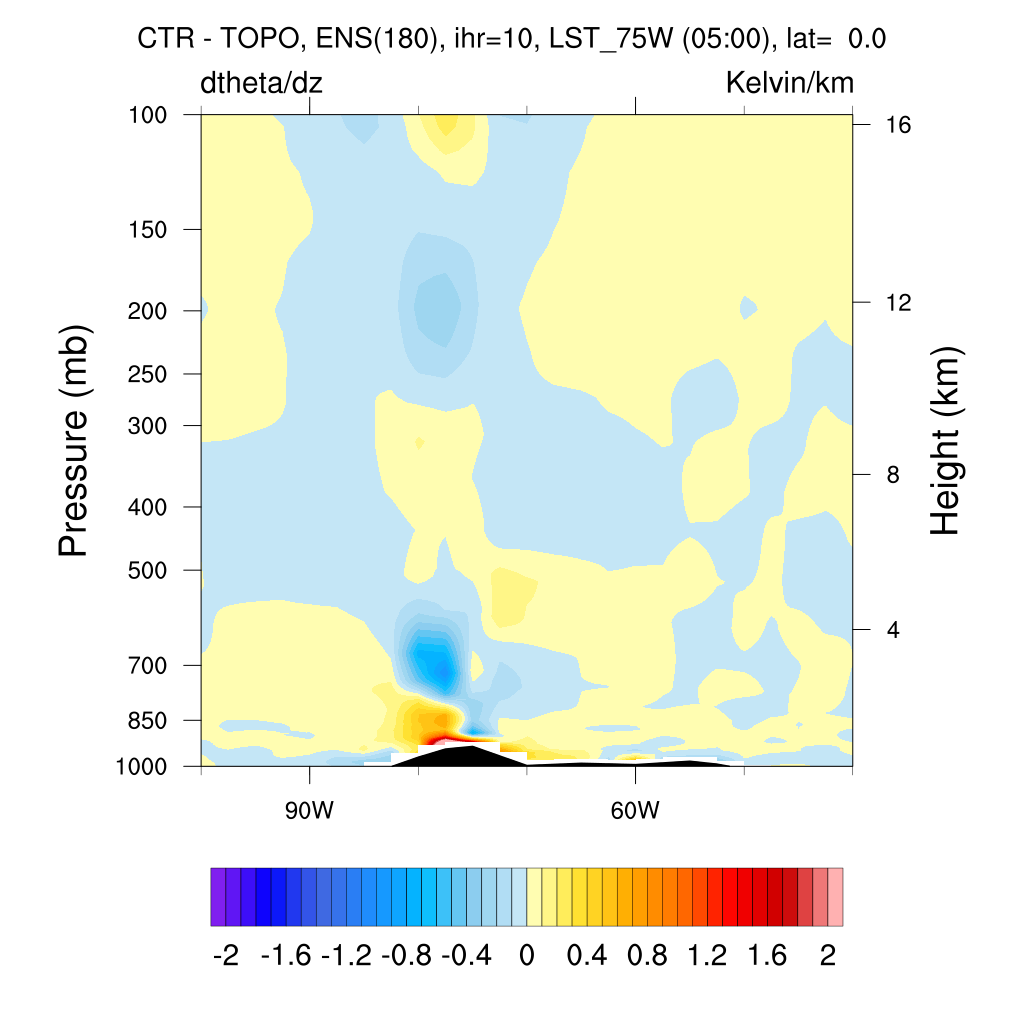 CTR - TOPO, ENS(180), ihr=10, LST_75W (05:00), lat=  0.0
dtheta/dz Kelvin/km
100
150
200
250
300
400
500
700
850
1000
Pressure (mb)
16
12
8
4
Height (km)
90W 60W
-2 -1.6 -1.2 -0.8 -0.4 0 0.4 0.8 1.2 1.6 2